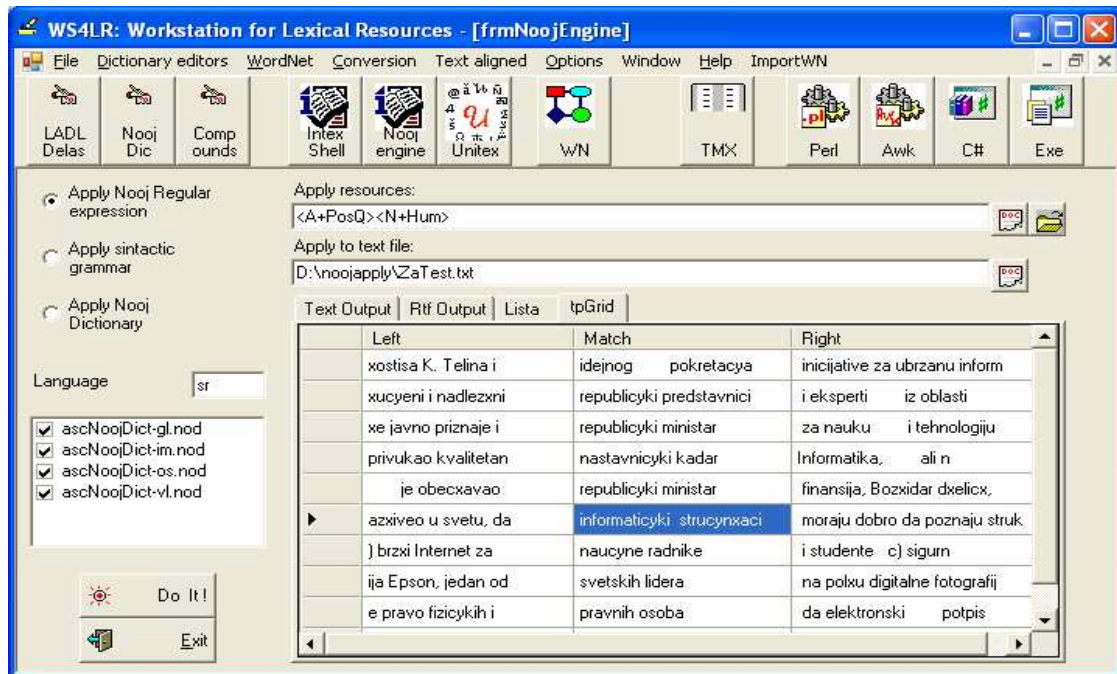 WS4LR: Workstation for Lexical Resources - [frmNoojEngine]
File Dictionary editors WordNet Conversion Text aligned Options Window Help ImportWN
LADL Delas
Nooj Dic
Comp ounds
Intex Shell
Nooj engine
Unitex
WN
TMX
.pl Perl
Awk Awk
C#
Exe
Apply Nooj Regular
expression
Apply sintactic
grammar
Apply Nooj
Dictionary
Language sr
ascNoojDict-gl.nod
ascNoojDict-im.nod
ascNoojDict-os.nod
ascNoojDict-vl.nod
Do It!
Exit
Apply resources:
<A+PosQ><N+Hum>
DOC
Apply to text file:
D:\noojapply\ZaTest.txt
DOC
Text Output Rtf Output Lista tpGrid
Left Match Right
xostisa K. Telina i idejnog pokretacya inicijative za ubrzanu inform
xucyeni i nadlezxni republicyki predstavnici i eksperti iz oblasti
xe javno priznaje i republicyki ministar za nauku i tehnologiju
privukao kvalitetan nastavnicyki kadar Informatika, ali n
je obecxavao republicyki ministar finansija, Bozxidar dxelicx,
azxiveo u svetu, da informaticyki strucynxaci moraju dobro da poznaju struk
) brzxi Internet za naucyne radnike i studente c) sigurn
ija Epson, jedan od svetskih lidera na polxu digitalne fotografij
e pravo fizicykih i pravnih osoba da elektronski potpis